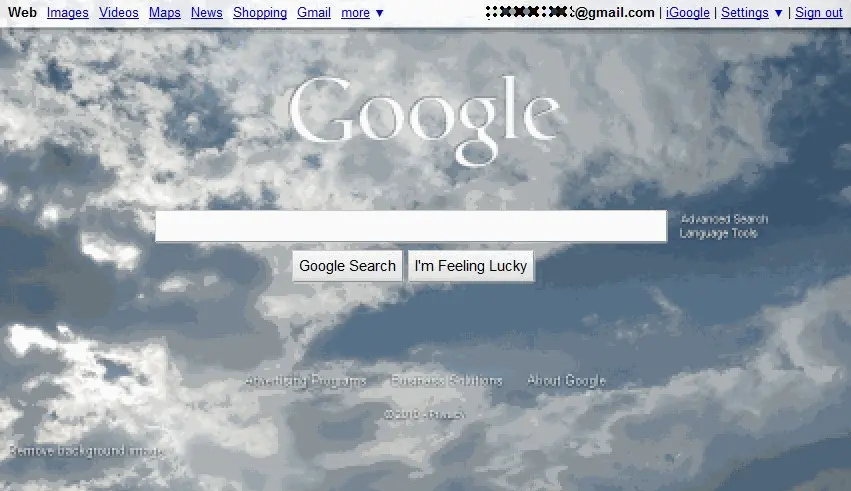 Web Images Videos Maps News Shopping Gmail more ▼ @gmail.com | iGoogle | Settings ▼ | Sign out
Google
Advanced Search
Language Tools
Google Search I'm Feeling Lucky
Advertising Programs Business Solutions About Google
© 2010 - Privacy
Remove background image